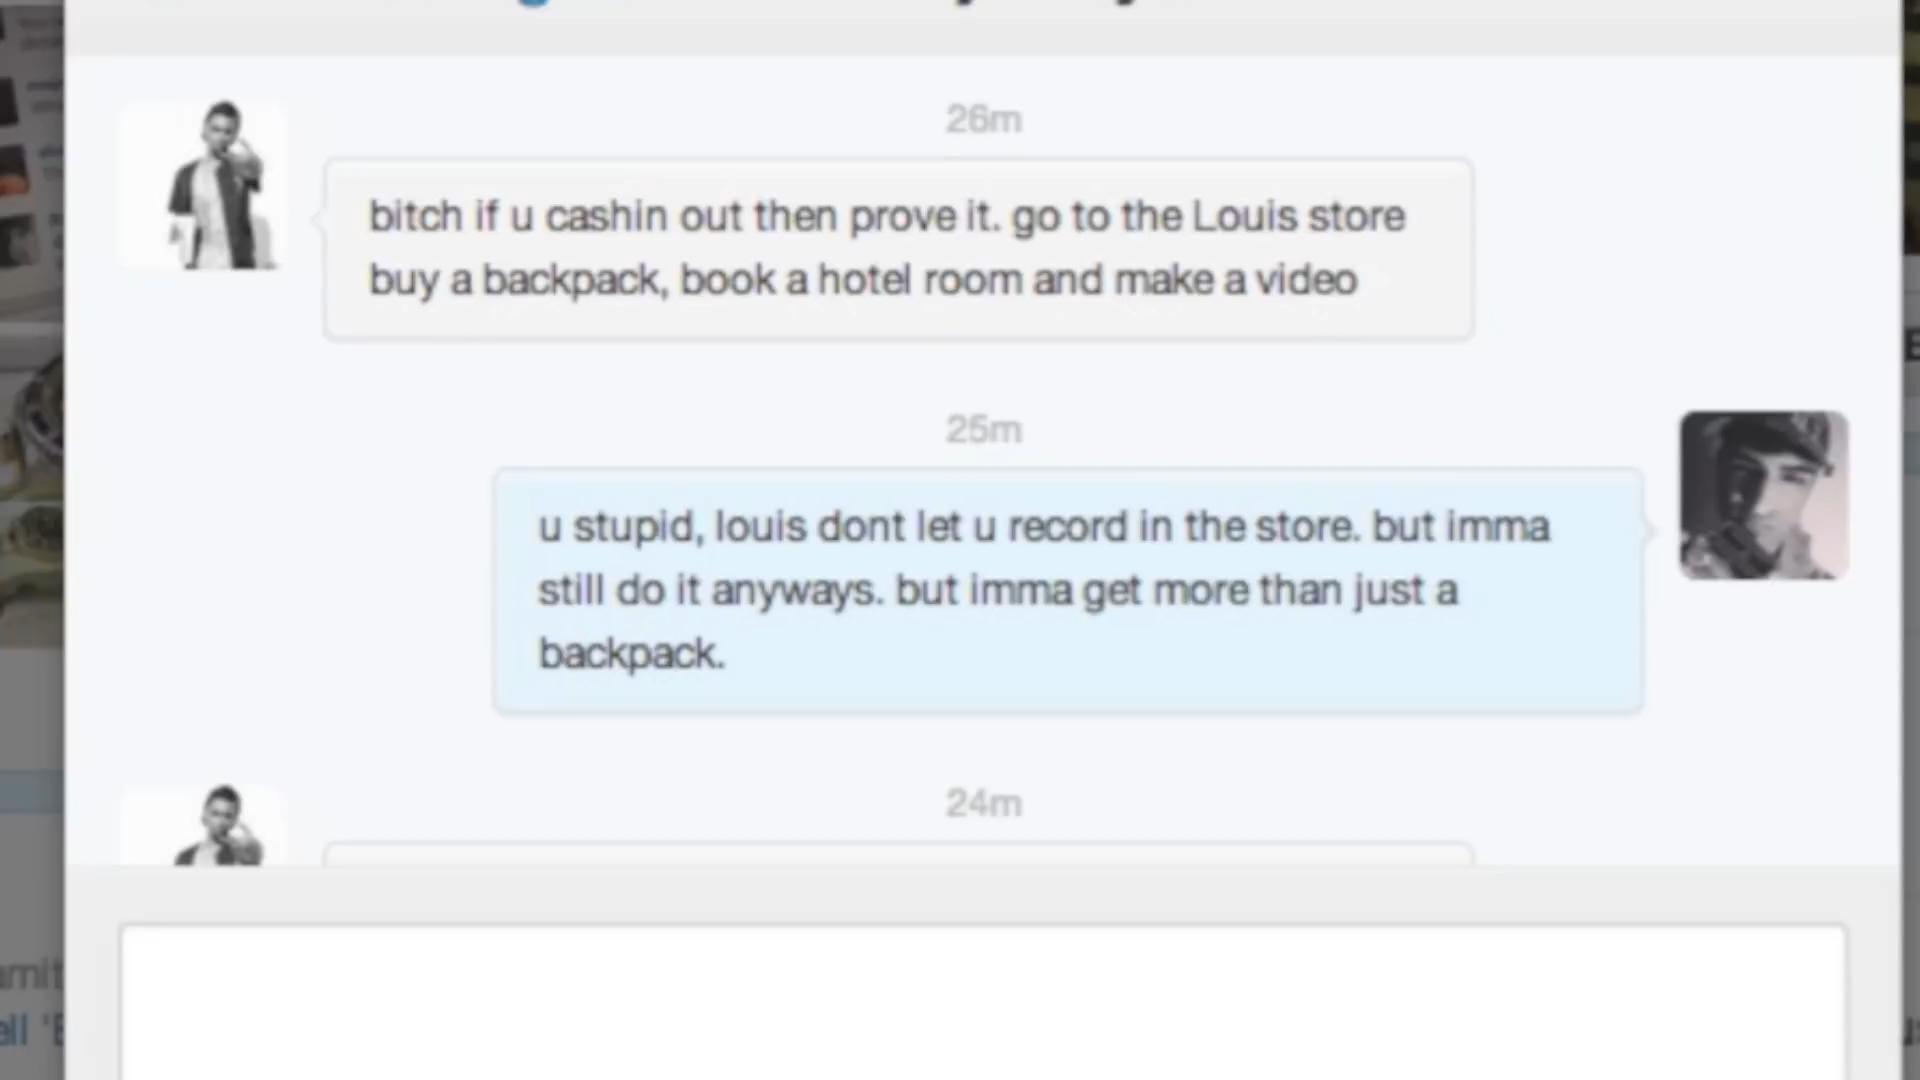 26m
bitch if u cashin out then prove it. go to the Louis store
buy a backpack, book a hotel room and make a video
25m
u stupid, louis dont let u record in the store. but imma
still do it anyways. but imma get more than just a
backpack.
24m